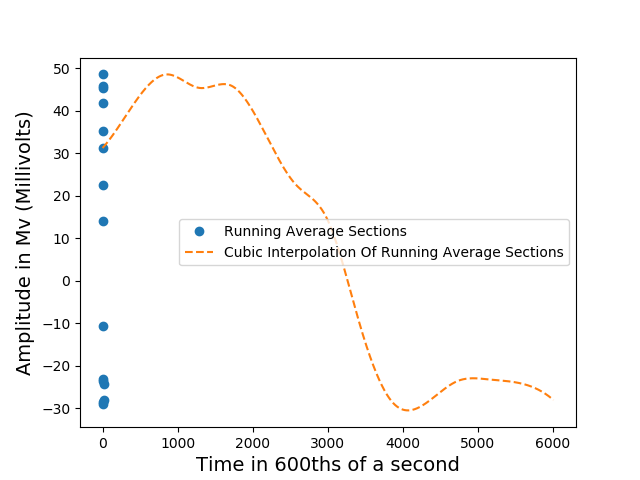 50
40
30
20
10
0
−10
−20
−30
Amplitude in Mv (Millivolts)
Running Average Sections
Cubic Interpolation Of Running Average Sections
0 1000 2000 3000 4000 5000 6000
Time in 600ths of a second